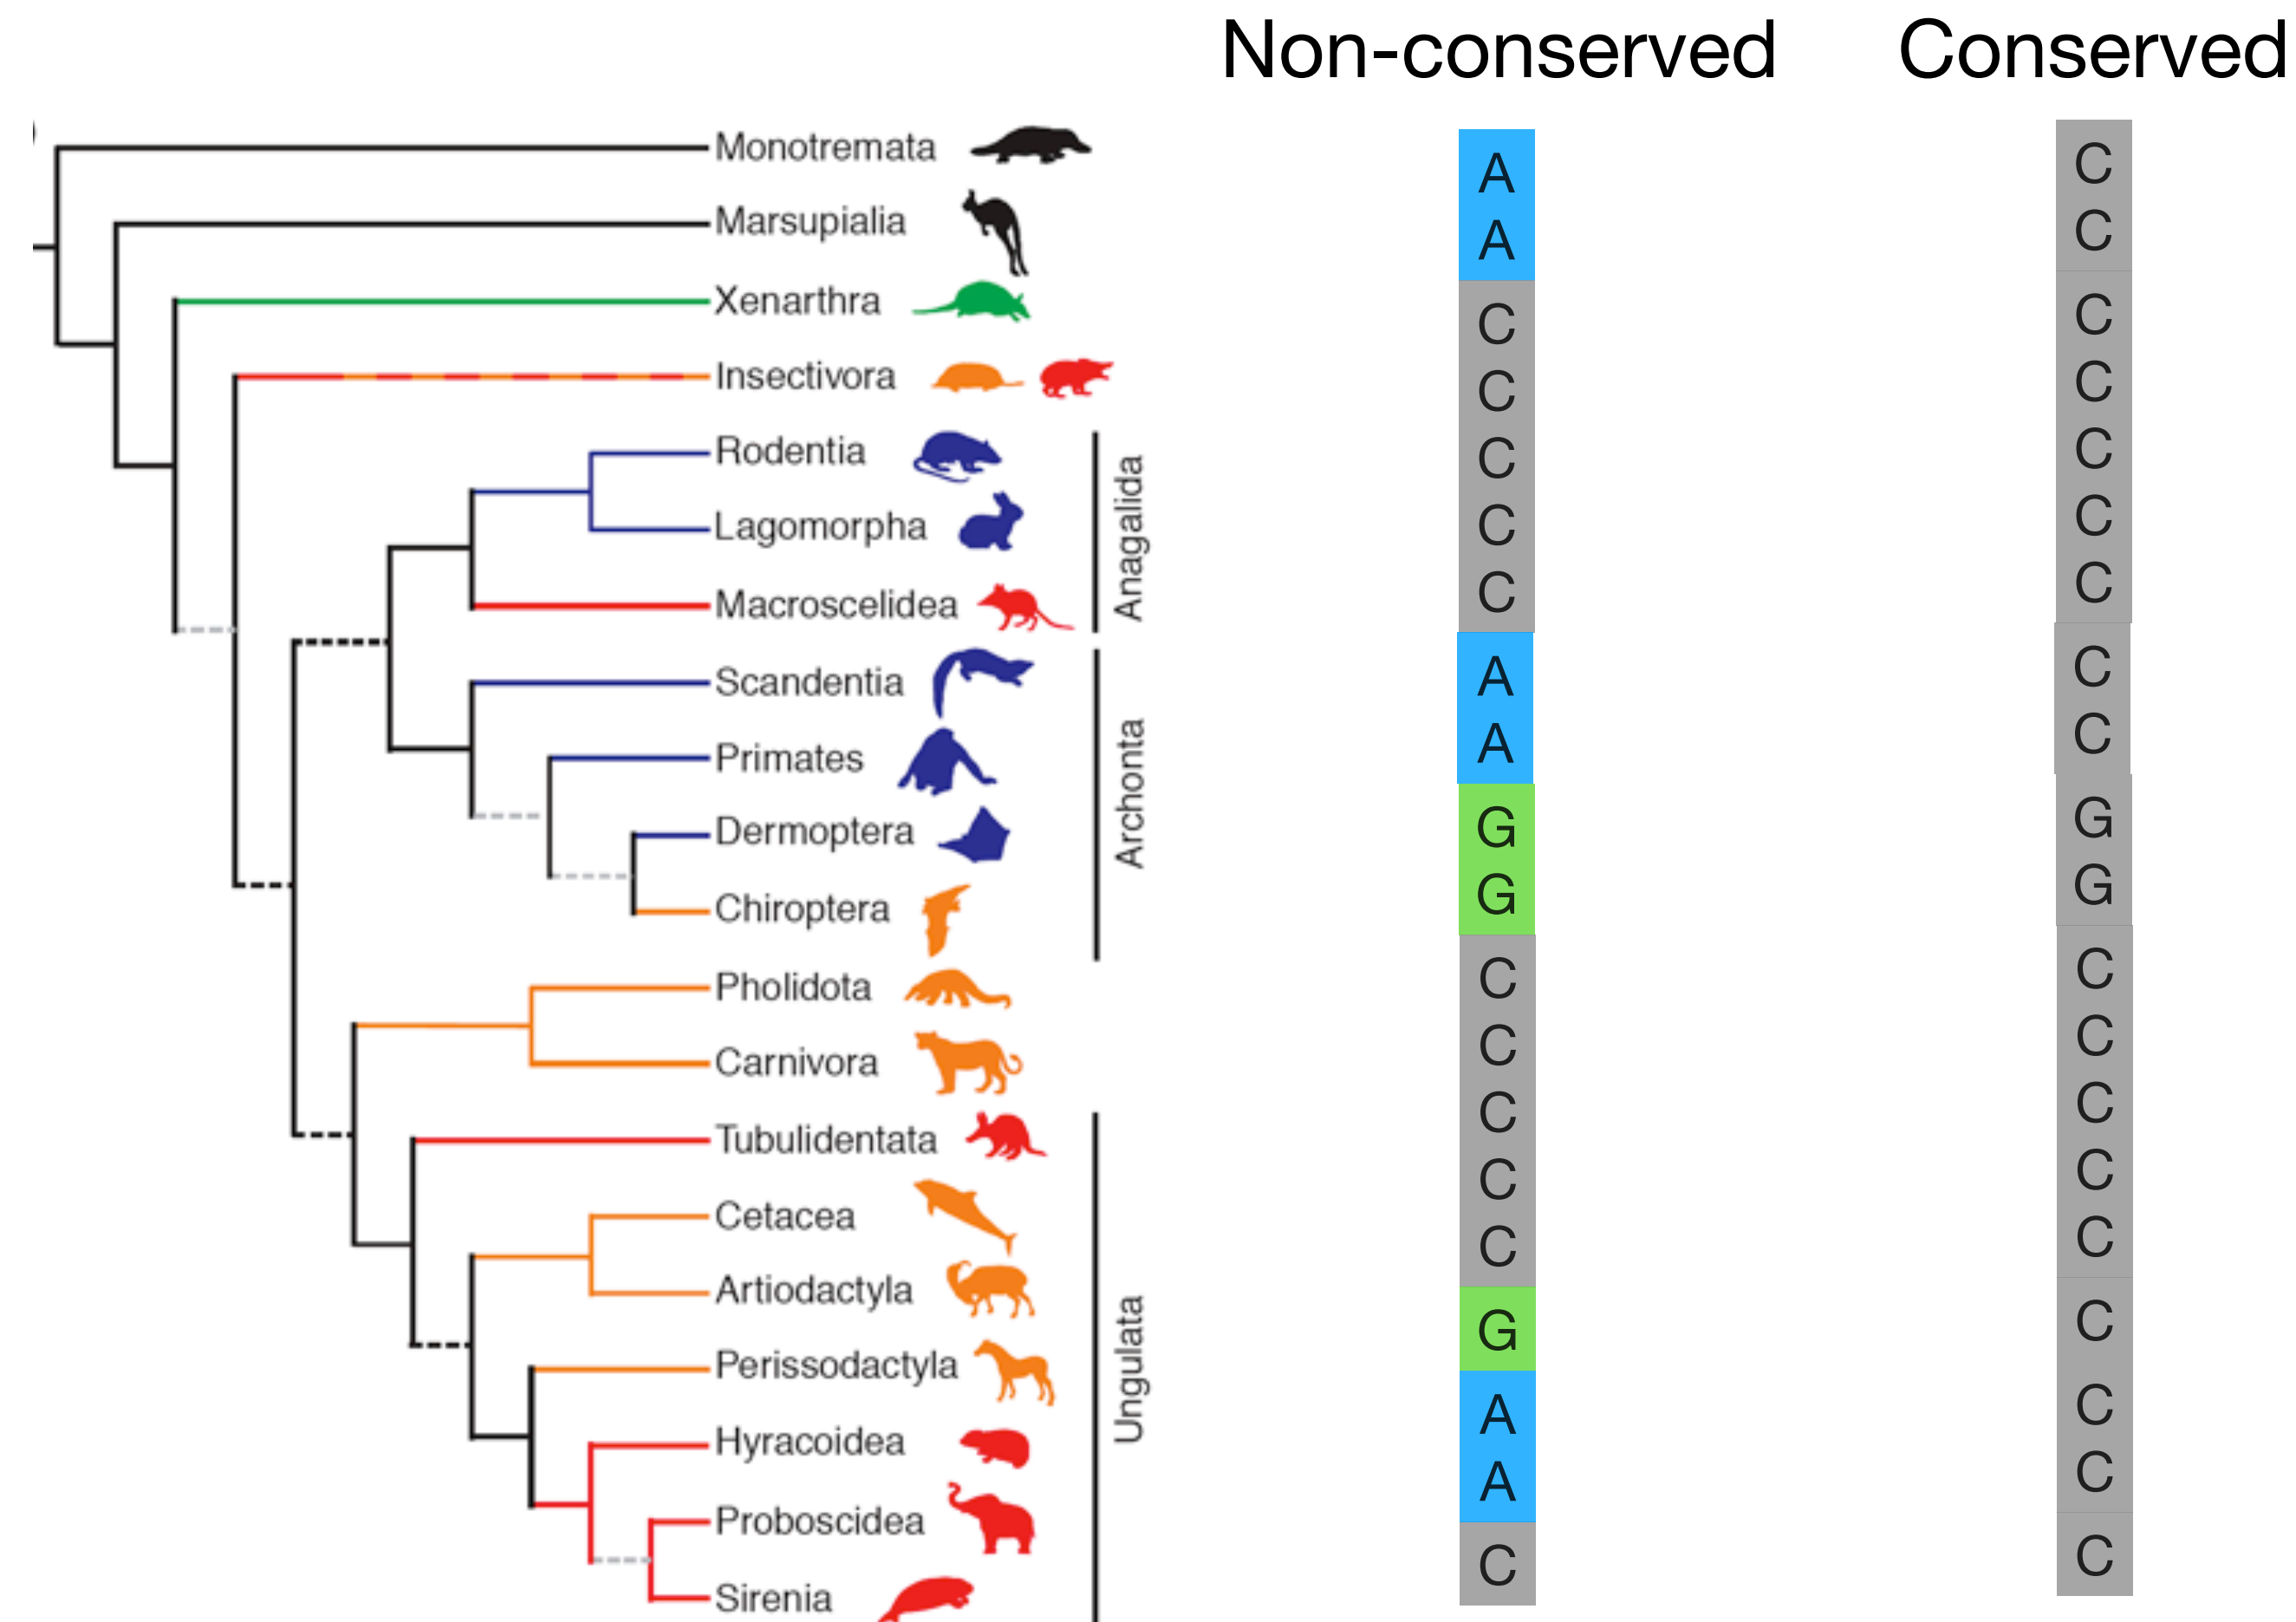 Non-conserved
Conserved
Monotremata
Marsupialia
Xenarthra
Insectivora
Rodentia
Lagomorpha
Macroscelidea
Scandentia
Primates
Dermoptera
Chiroptera
Pholidota
Carnivora
Tubulidentata
Cetacea
Artiodactyla
Perissodactyla
Hyracoidea
Proboscidea
Sirenia
Anagalida
Archonta
Ungulata
A
A
C
C
C
C
C
A
A
G
G
C
C
C
C
C
G
A
A
C
C
C
C
C
C
C
C
C
C
G
G
C
C
C
C
C
C
C
C
C